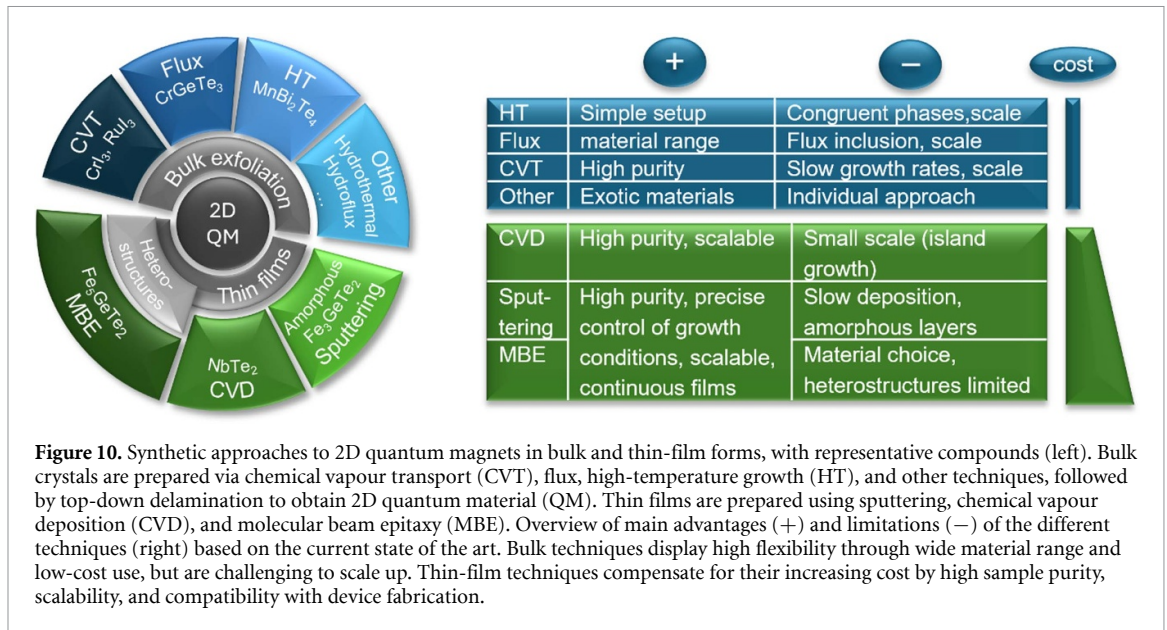 Flux
CrGeTe₃
HT
MnBi₂Te₄
CVT
CrI₃, RuI₃
Other
Hydrothermal
Hydroflux
...
Bulk exfoliation
2D
QM
Hetero-
structures
Thin films
Fe₅GeTe₂
MBE
NbTe₂
CVD
Amorphous
Fe₃GeTe₂
Sputtering
+ − cost
HT Simple setup Congruent phases,scale
Flux material range Flux inclusion, scale
CVT High purity Slow growth rates, scale
Other Exotic materials Individual approach
CVD High purity, scalable Small scale (island
growth)
Sput- High purity, precise Slow deposition,
tering control of growth amorphous layers
MBE conditions, scalable, Material choice,
continuous films heterostructures limited
Figure 10. Synthetic approaches to 2D quantum magnets in bulk and thin-film forms, with representative compounds (left). Bulk
crystals are prepared via chemical vapour transport (CVT), flux, high-temperature growth (HT), and other techniques, followed
by top-down delamination to obtain 2D quantum material (QM). Thin films are prepared using sputtering, chemical vapour
deposition (CVD), and molecular beam epitaxy (MBE). Overview of main advantages (+) and limitations (−) of the different
techniques (right) based on the current state of the art. Bulk techniques display high flexibility through wide material range and
low-cost use, but are challenging to scale up. Thin-film techniques compensate for their increasing cost by high sample purity,
scalability, and compatibility with device fabrication.